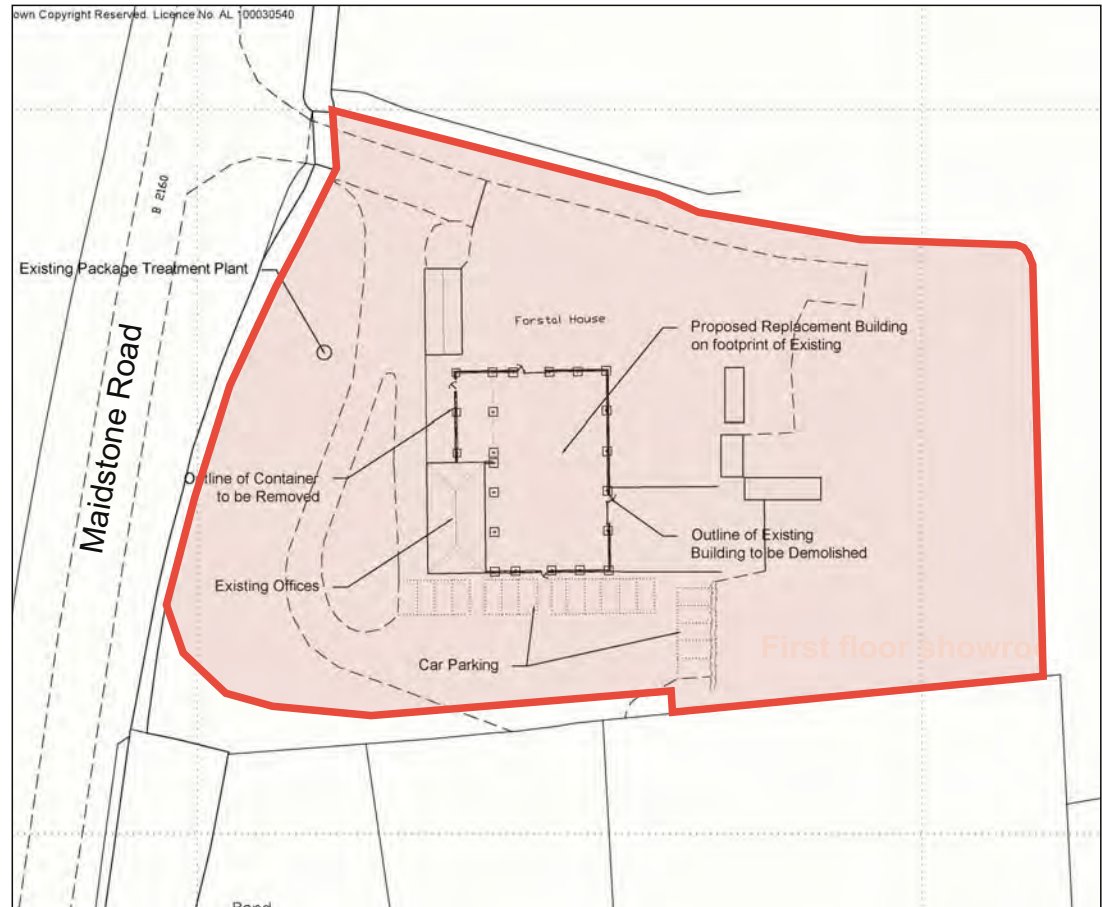 own Copyright Reserved. Licence No. AL 100030540
B 2160
Existing Package Treatment Plant
Forstal House
Proposed Replacement Building
on footprint of Existing
Maidstone Road
Outline of Container
to be Removed
Outline of Existing
Building to be Demolished
Existing Offices
First floor showroo
Car Parking